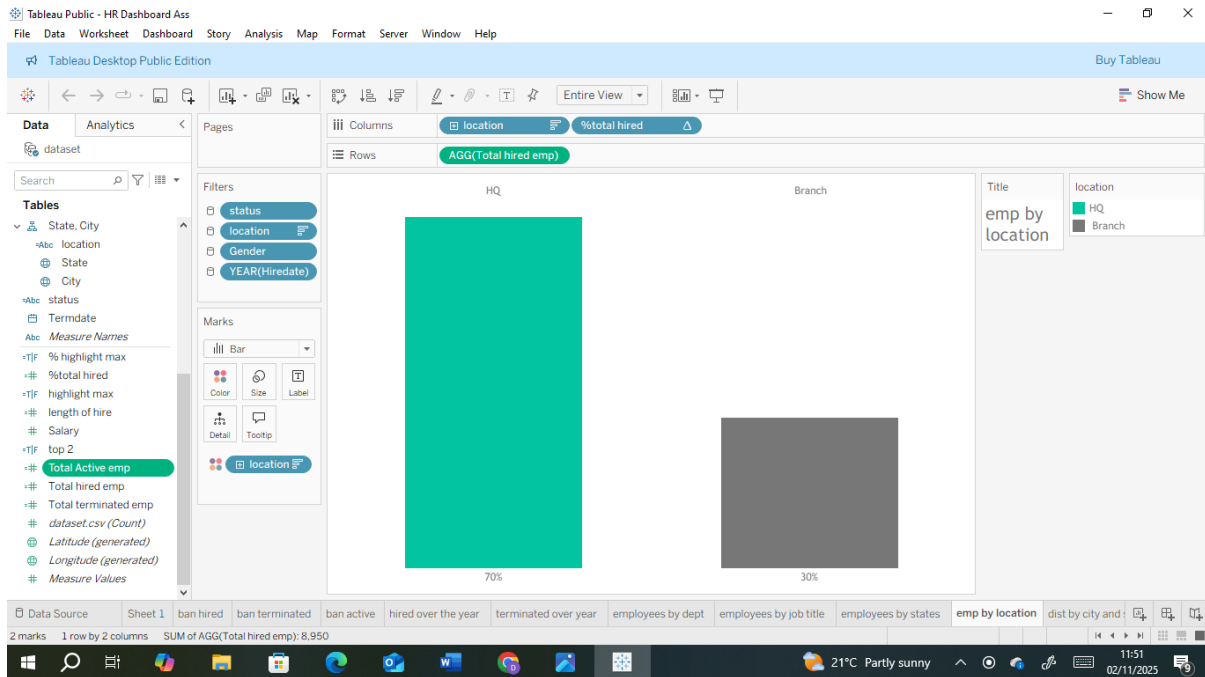 Tableau Public - HR Dashboard Ass
File Data Worksheet Dashboard Story Analysis Map Format Server Window Help
Tableau Desktop Public Edition
Buy Tableau
Entire View
Show Me
Data
Analytics
dataset
Search
Tables
State, City
Abc location
State
City
Abc status
Termdate
Abc Measure Names
=T|F % highlight max
=# %total hired
=T|F highlight max
=# length of hire
# Salary
=T|F top 2
=# Total Active emp
=# Total hired emp
=# Total terminated emp
# dataset.csv (Count)
Latitude (generated)
Longitude (generated)
# Measure Values
Pages
Filters
status
location
Gender
YEAR(Hiredate)
Marks
Bar
Color Size Label
Detail Tooltip
location
Columns location %total hired
Rows AGG(Total hired emp)
HQ Branch
70% 30%
Title
emp by
location
location
HQ
Branch
Data Source Sheet 1 ban hired ban terminated ban active hired over the year terminated over year employees by dept employees by job title employees by states emp by location dist by city and
2 marks 1 row by 2 columns SUM of AGG(Total hired emp): 8,950
21°C Partly sunny
11:51
02/11/2025
9